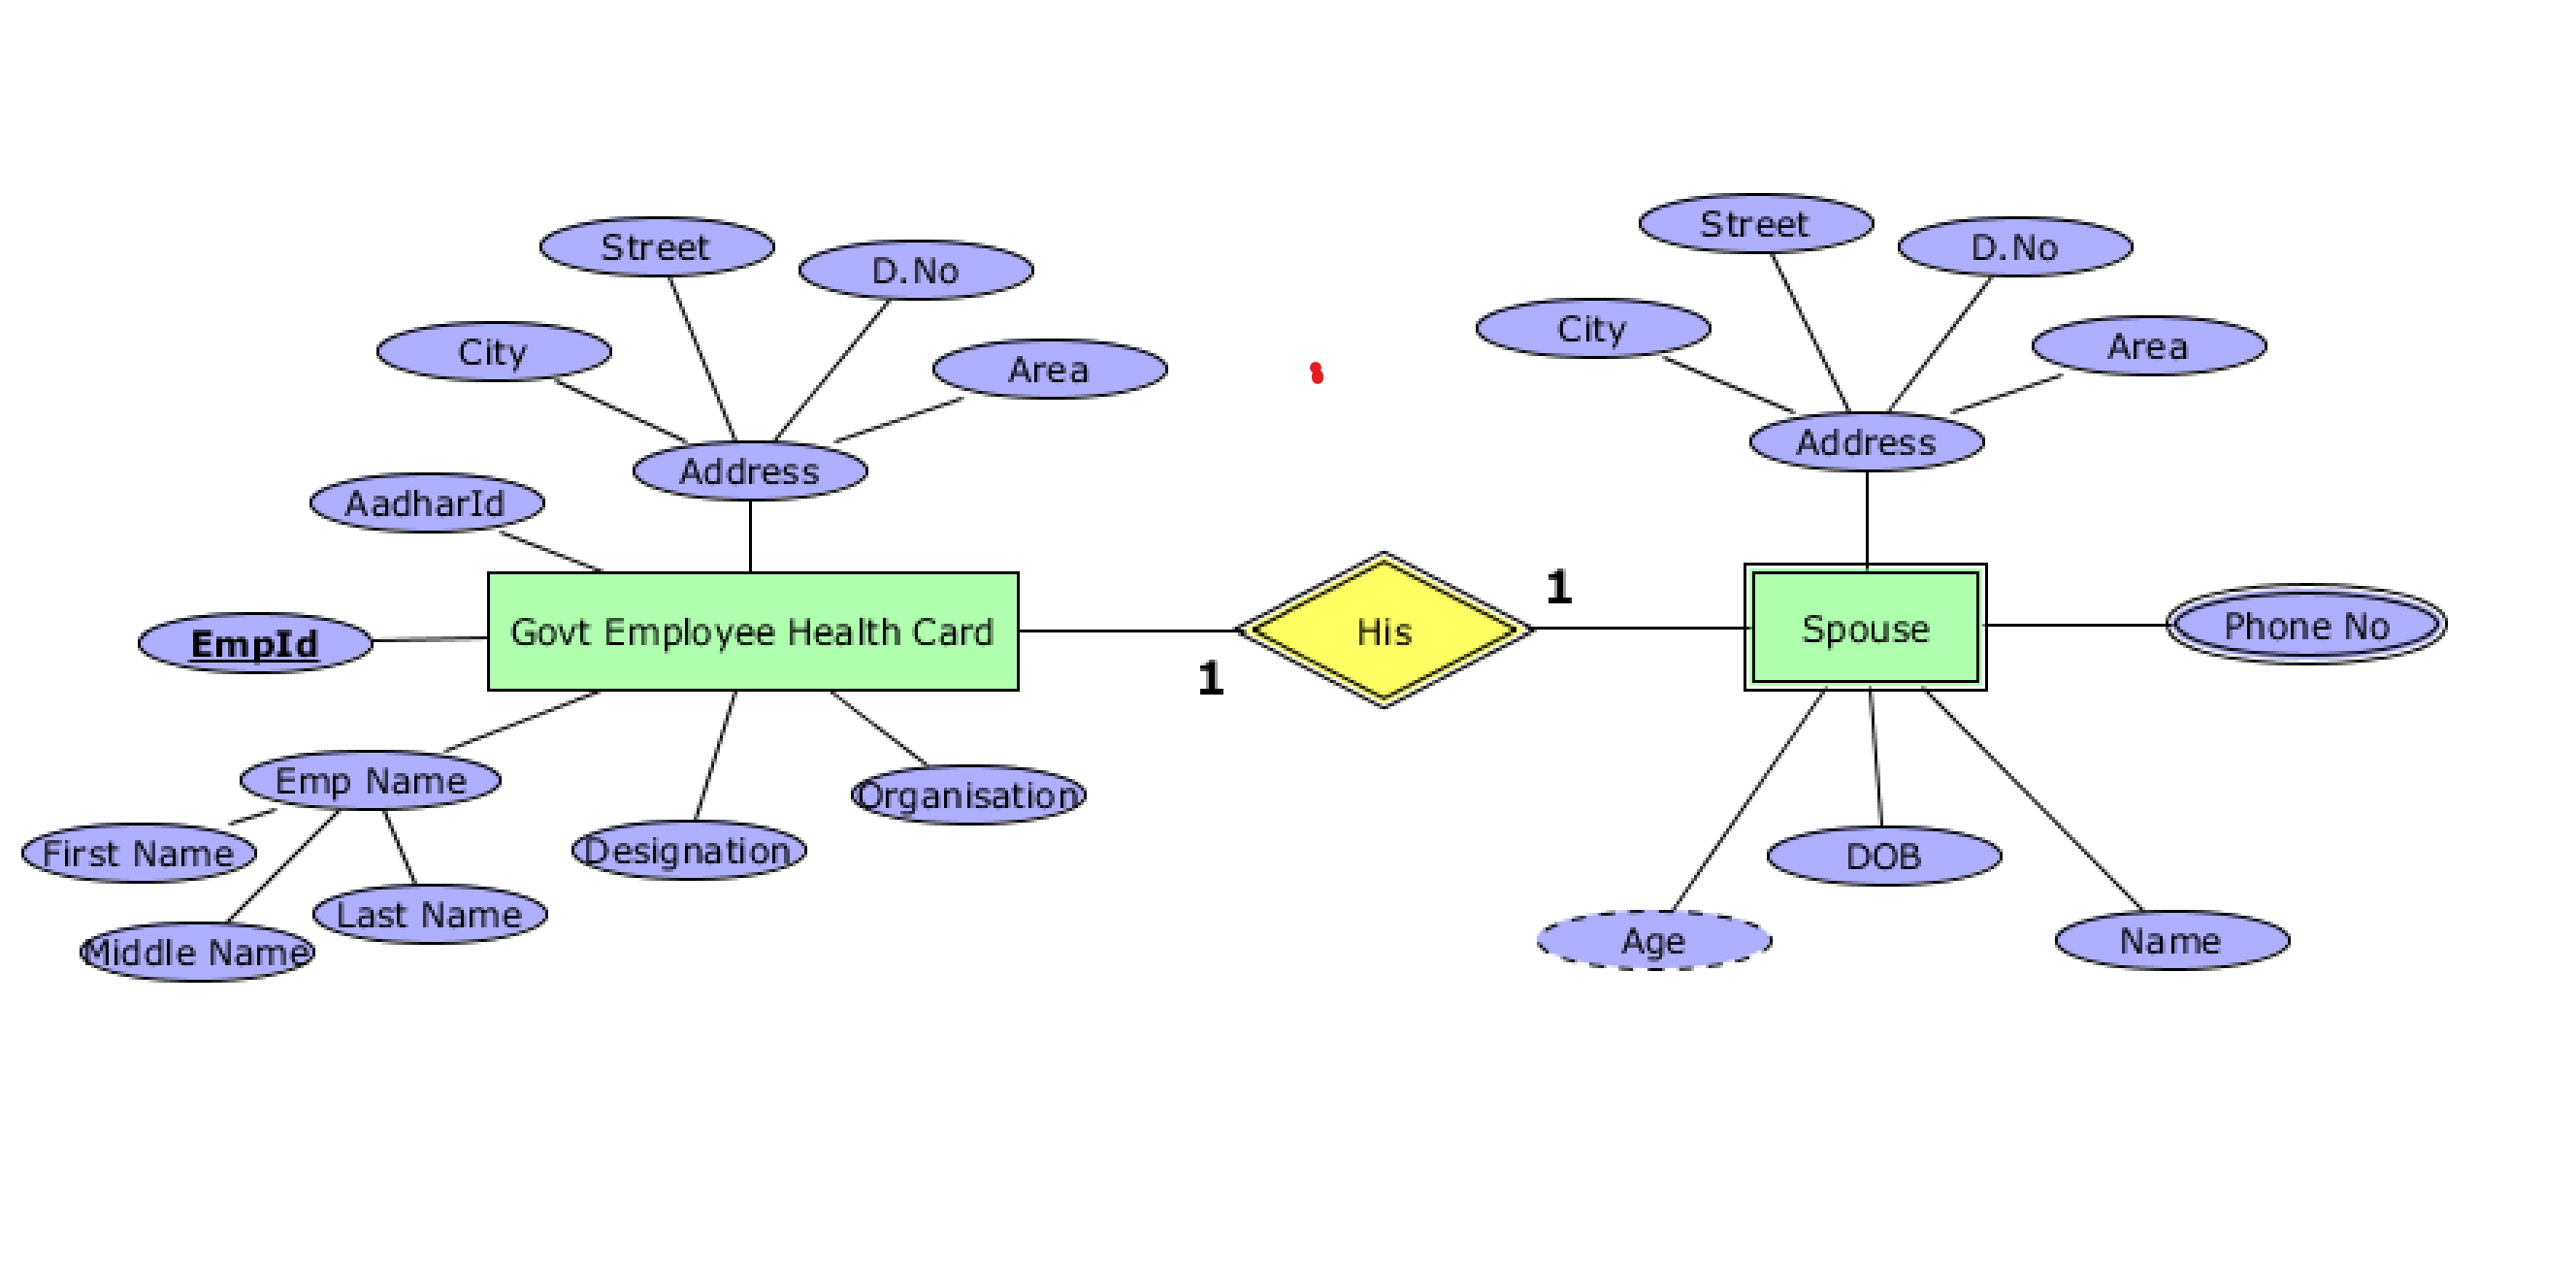 Street
D.No
City
Area
Address
AadharId
EmpId
Govt Employee Health Card
Emp Name
First Name
Middle Name
Last Name
Designation
Organisation
1
His
1
Street
D.No
City
Area
Address
Spouse
Phone No
Age
DOB
Name